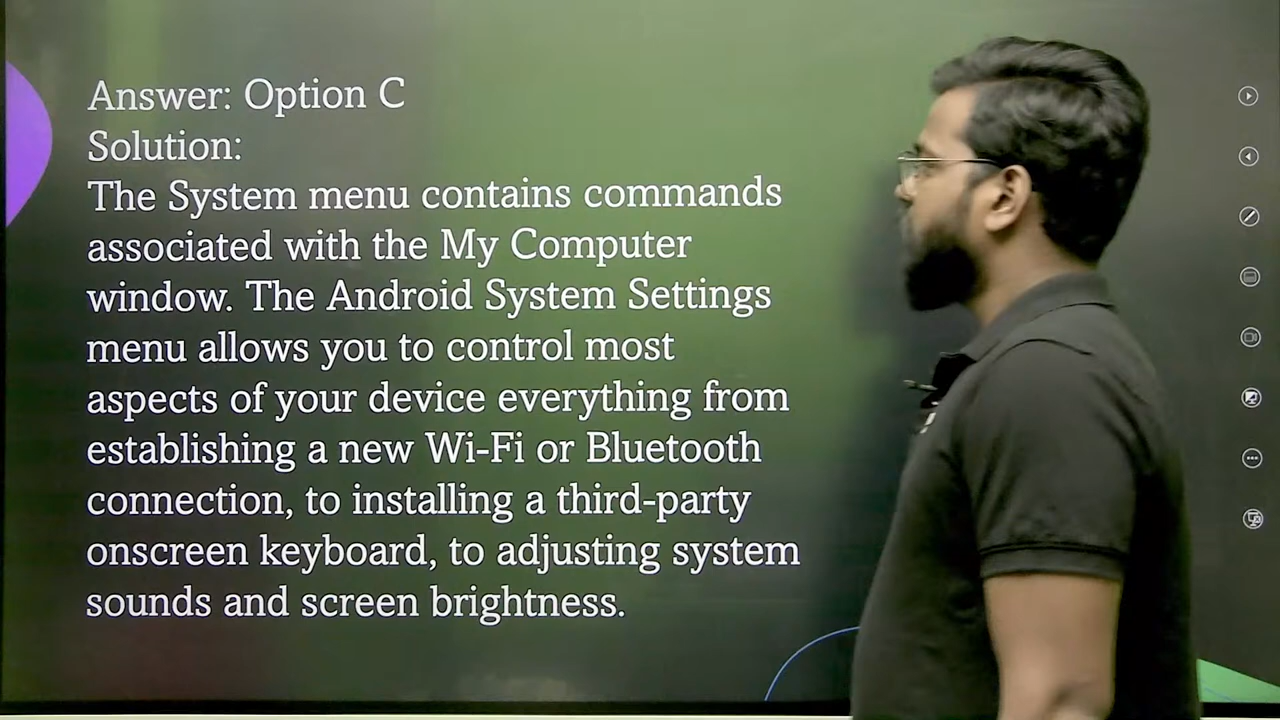 Answer: Option C
Solution:
The System menu contains commands
associated with the My Computer
window. The Android System Settings
menu allows you to control most
aspects of your device everything from
establishing a new Wi-Fi or Bluetooth
connection, to installing a third-party
onscreen keyboard, to adjusting system
sounds and screen brightness.